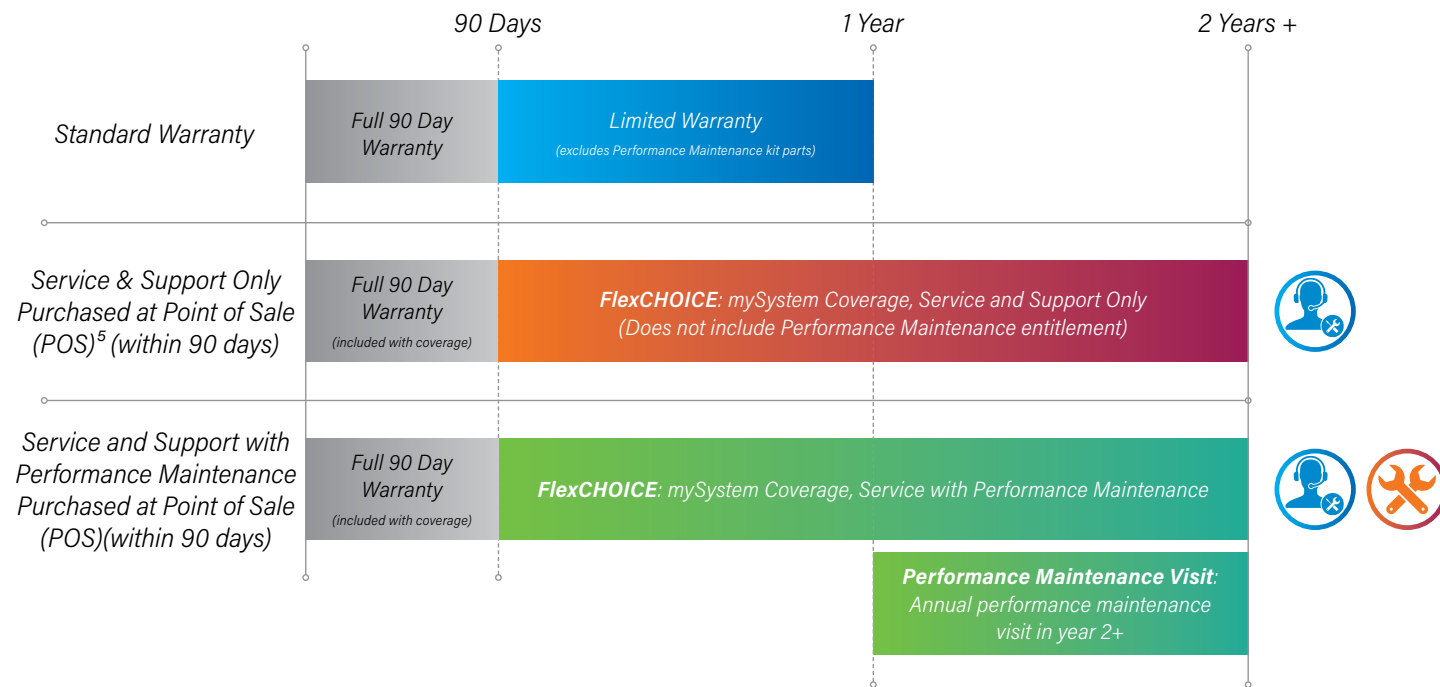 90 Days
1 Year
2 Years +
Standard Warranty
Full 90 Day
Warranty
Limited Warranty
(excludes Performance Maintenance kit parts)
Service & Support Only
Purchased at Point of Sale
(POS)⁵ (within 90 days)
Full 90 Day
Warranty
(included with coverage)
FlexCHOICE: mySystem Coverage, Service and Support Only
(Does not include Performance Maintenance entitlement)
Service and Support with
Performance Maintenance
Purchased at Point of Sale
(POS)(within 90 days)
Full 90 Day
Warranty
(included with coverage)
FlexCHOICE: mySystem Coverage, Service with Performance Maintenance
Performance Maintenance Visit:
Annual performance maintenance
visit in year 2+